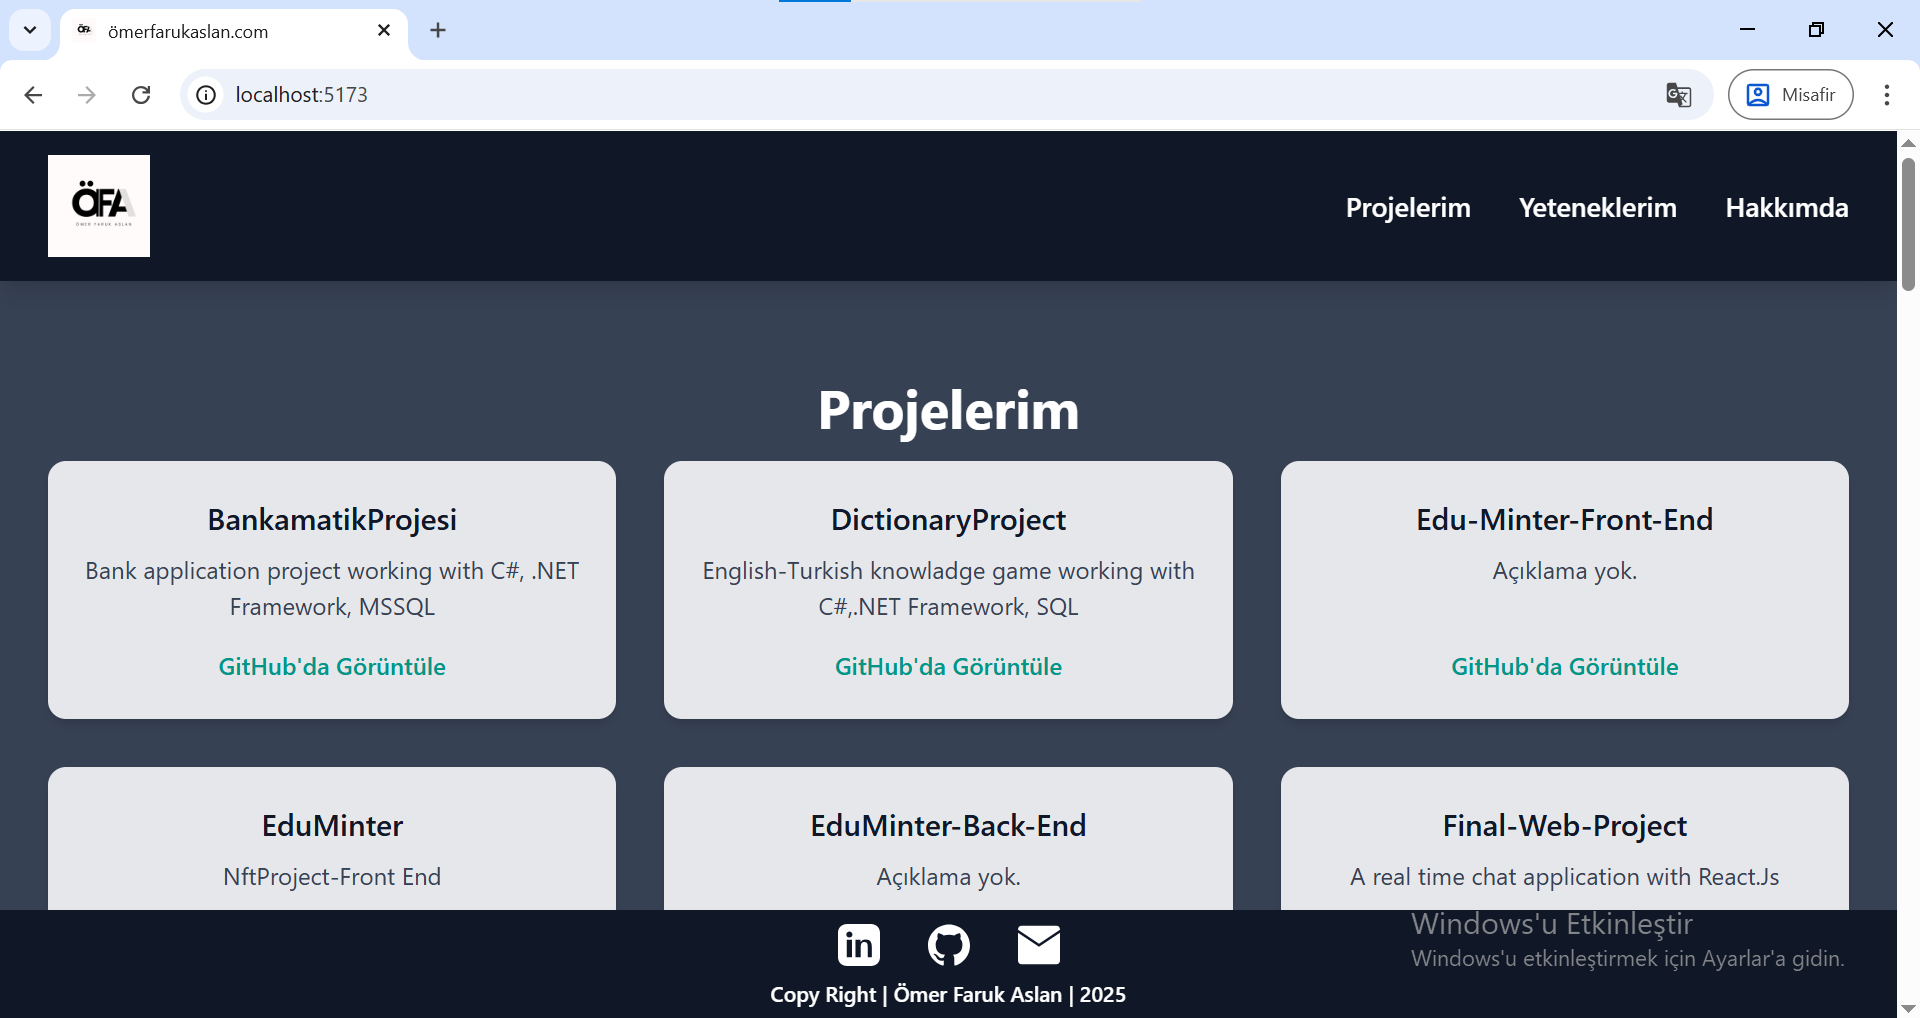 ömerfarukaslan.com
localhost:5173
Misafir
ÖFA
ÖMER FARUK ASLAN
Projelerim
Yeteneklerim
Hakkımda
Projelerim
BankamatikProjesi
Bank application project working with C#, .NET
Framework, MSSQL
GitHub'da Görüntüle
DictionaryProject
English-Turkish knowladge game working with
C#,.NET Framework, SQL
GitHub'da Görüntüle
Edu-Minter-Front-End
Açıklama yok.
GitHub'da Görüntüle
EduMinter
NftProject-Front End
EduMinter-Back-End
Açıklama yok.
Final-Web-Project
A real time chat application with React.Js
Windows'u Etkinleştir
Windows'u etkinleştirmek için Ayarlar'a gidin.
Copy Right | Ömer Faruk Aslan | 2025